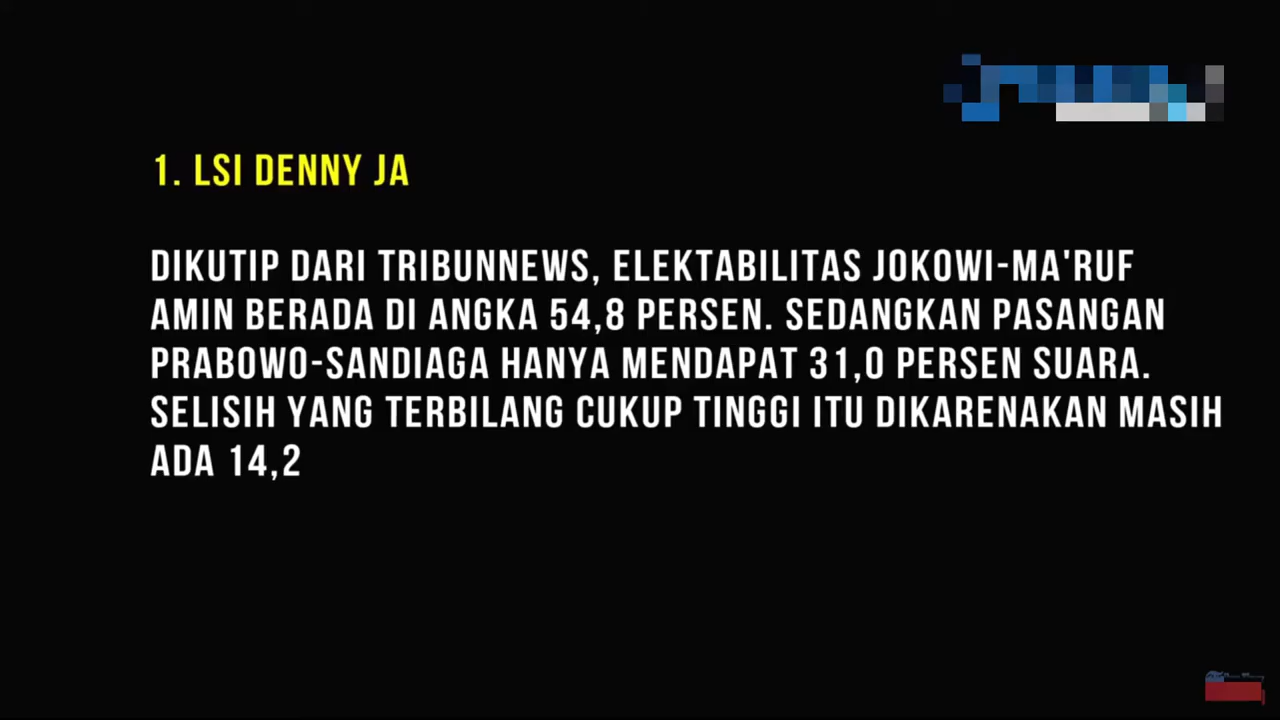 1. LSI DENNY JA
DIKUTIP DARI TRIBUNNEWS, ELEKTABILITAS JOKOWI-MA'RUF
AMIN BERADA DI ANGKA 54,8 PERSEN. SEDANGKAN PASANGAN
PRABOWO-SANDIAGA HANYA MENDAPAT 31,0 PERSEN SUARA.
SELISIH YANG TERBILANG CUKUP TINGGI ITU DIKARENAKAN MASIH
ADA 14,2